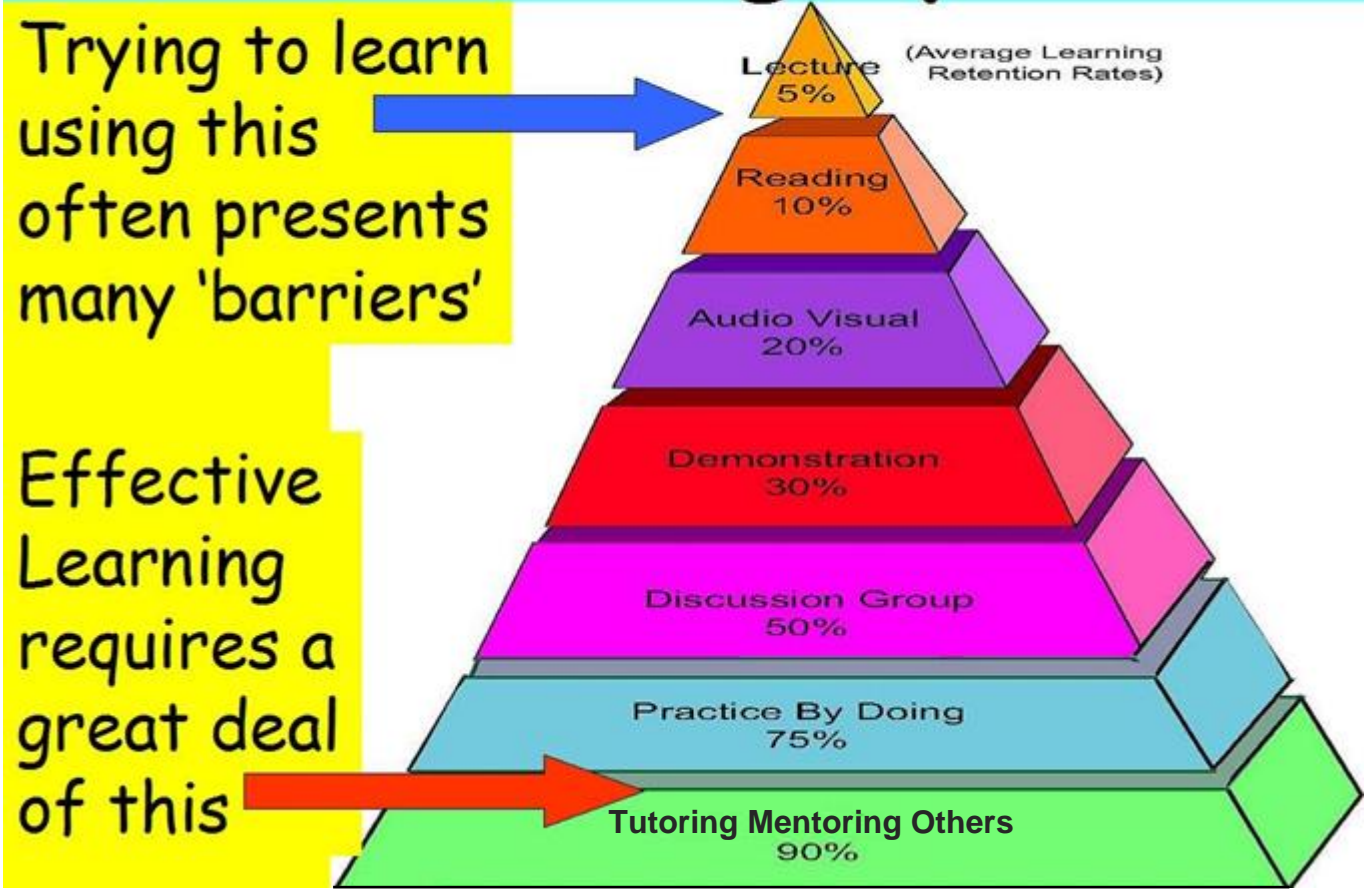 Trying to learn
using this
often presents
many 'barriers'
Effective
Learning
requires a
great deal
of this
(Average Learning
Retention Rates)
Lecture
5%
Reading
10%
Audio Visual
20%
Demonstration
30%
Discussion Group
50%
Practice By Doing
75%
Tutoring Mentoring Others
90%